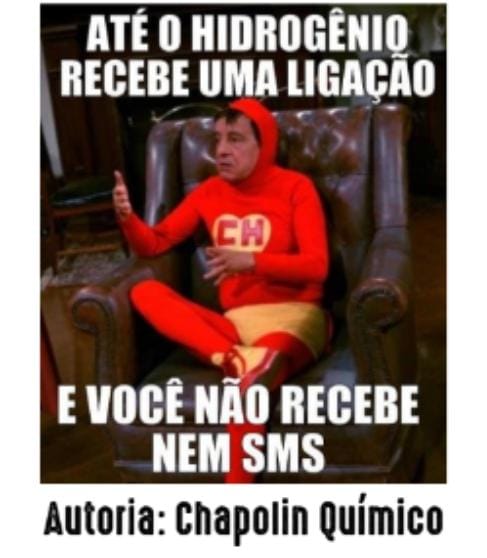 ATÉ O HIDROGÊNIO
RECEBE UMA LIGAÇÃO
CH
E VOCÊ NÃO RECEBE
NEM SMS
Autoria: Chapolin Químico